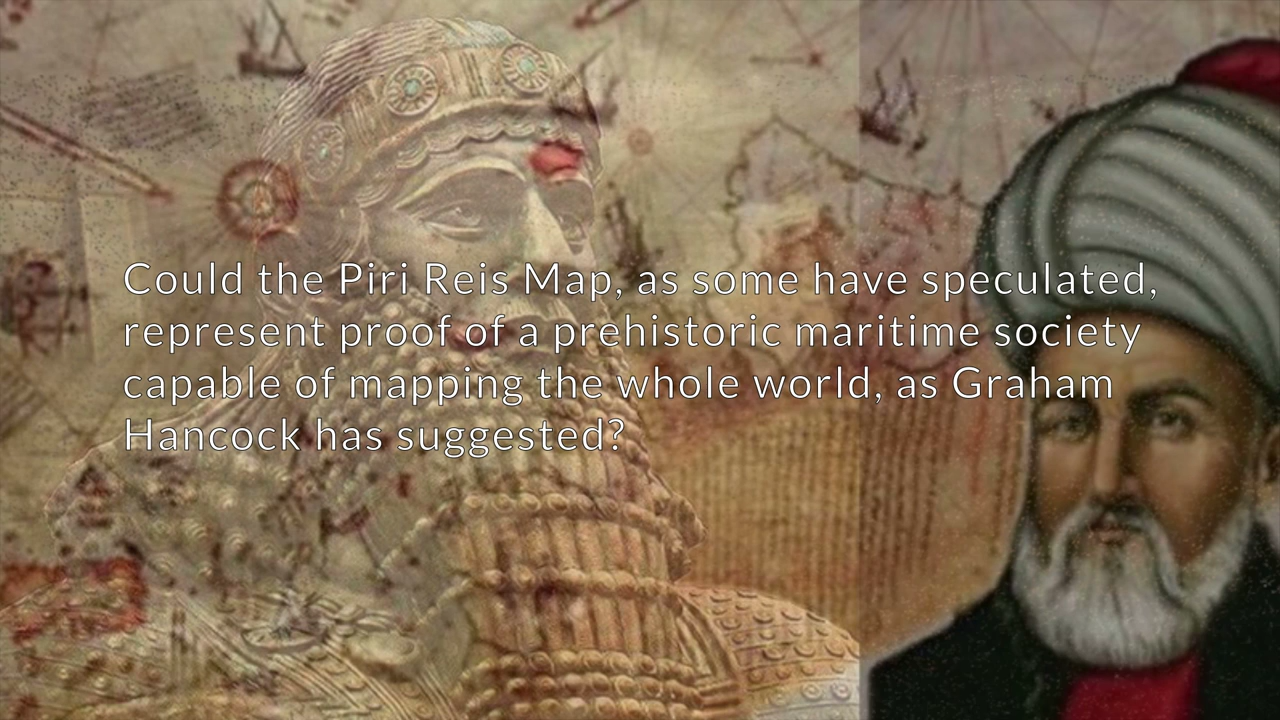 Could the Piri Reis Map, as some have speculated,
represent proof of a prehistoric maritime society
capable of mapping the whole world, as Graham
Hancock has suggested?